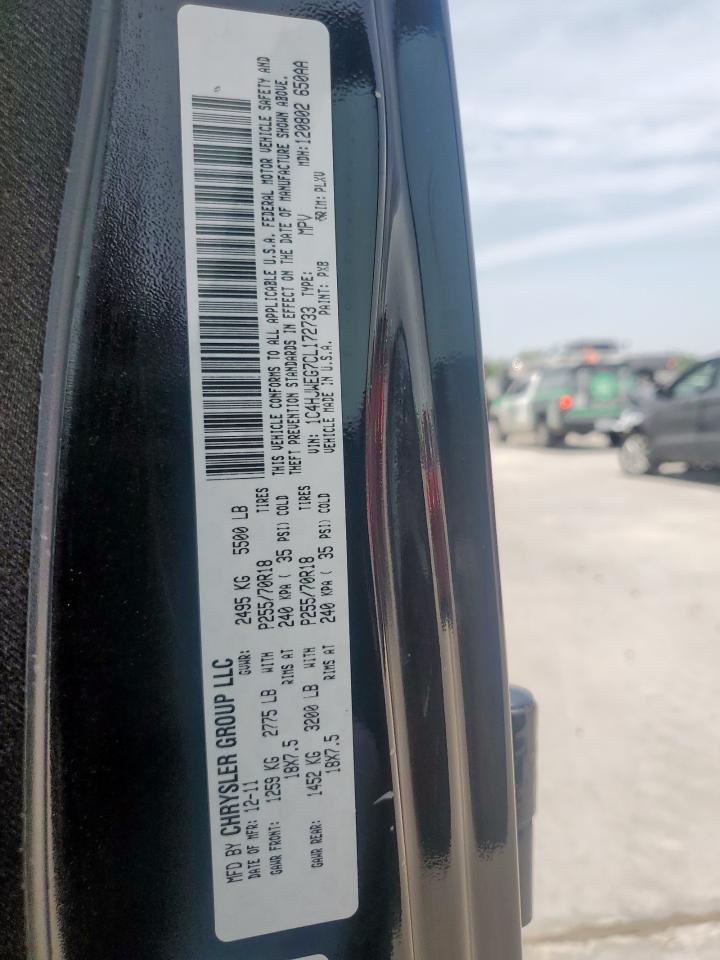 MFD BY CHRYSLER GROUP LLC
DATE OF MFR: 12-11 GVWR: 2495 KG 5500 LB
GAWR FRONT: 1259 KG 2775 LB WITH P255/70R18 TIRES
18X7.5 RIMS AT 240 KPA ( 35 PSI) COLD
GAWR REAR: 1452 KG 3200 LB WITH P255/70R18 TIRES
18X7.5 RIMS AT 240 KPA ( 35 PSI) COLD
THIS VEHICLE CONFORMS TO ALL APPLICABLE U.S.A. FEDERAL MOTOR VEHICLE SAFETY AND
THEFT PREVENTION STANDARDS IN EFFECT ON THE DATE OF MANUFACTURE SHOWN ABOVE.
VIN: 1C4HJWEG7CL172733 TYPE: MPV MDH: 120802 650AA
VEHICLE MADE IN U.S.A. PAINT: PX8 TRIM: PLXV